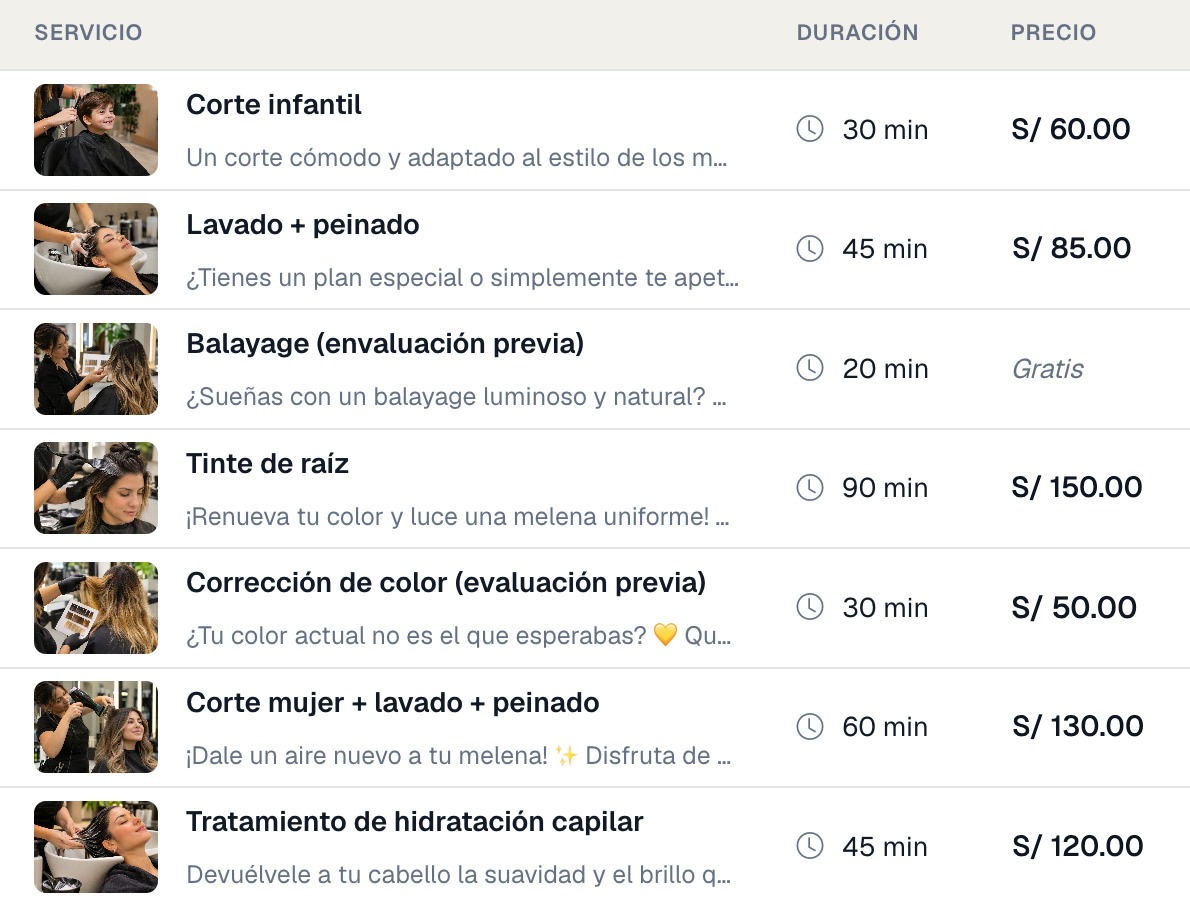 SERVICIO DURACIÓN PRECIO
Corte infantil
Un corte cómodo y adaptado al estilo de los m...
30 min S/ 60.00
Lavado + peinado
¿Tienes un plan especial o simplemente te apet...
45 min S/ 85.00
Balayage (envaluación previa)
¿Sueñas con un balayage luminoso y natural? ...
20 min Gratis
Tinte de raíz
¡Renueva tu color y luce una melena uniforme! ...
90 min S/ 150.00
Corrección de color (evaluación previa)
¿Tu color actual no es el que esperabas? 💛 Qu...
30 min S/ 50.00
Corte mujer + lavado + peinado
¡Dale un aire nuevo a tu melena! ✨ Disfruta de ...
60 min S/ 130.00
Tratamiento de hidratación capilar
Devuélvele a tu cabello la suavidad y el brillo q...
45 min S/ 120.00